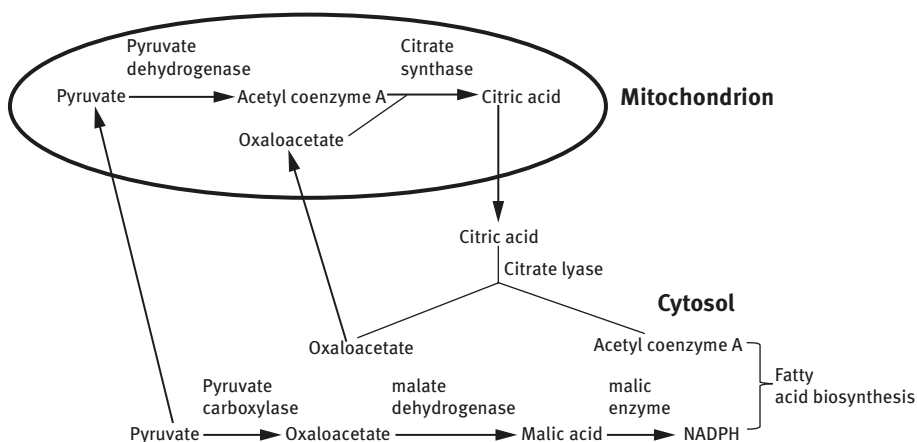 Pyruvate
dehydrogenase
Citrate
synthase
Pyruvate
Acetyl coenzyme A
Citric acid
Mitochondrion
Oxaloacetate
Citric acid
Citrate lyase
Cytosol
Oxaloacetate
Acetyl coenzyme A
Fatty
acid biosynthesis
Pyruvate
carboxylase
malate
dehydrogenase
malic
enzyme
Pyruvate
Oxaloacetate
Malic acid
NADPH